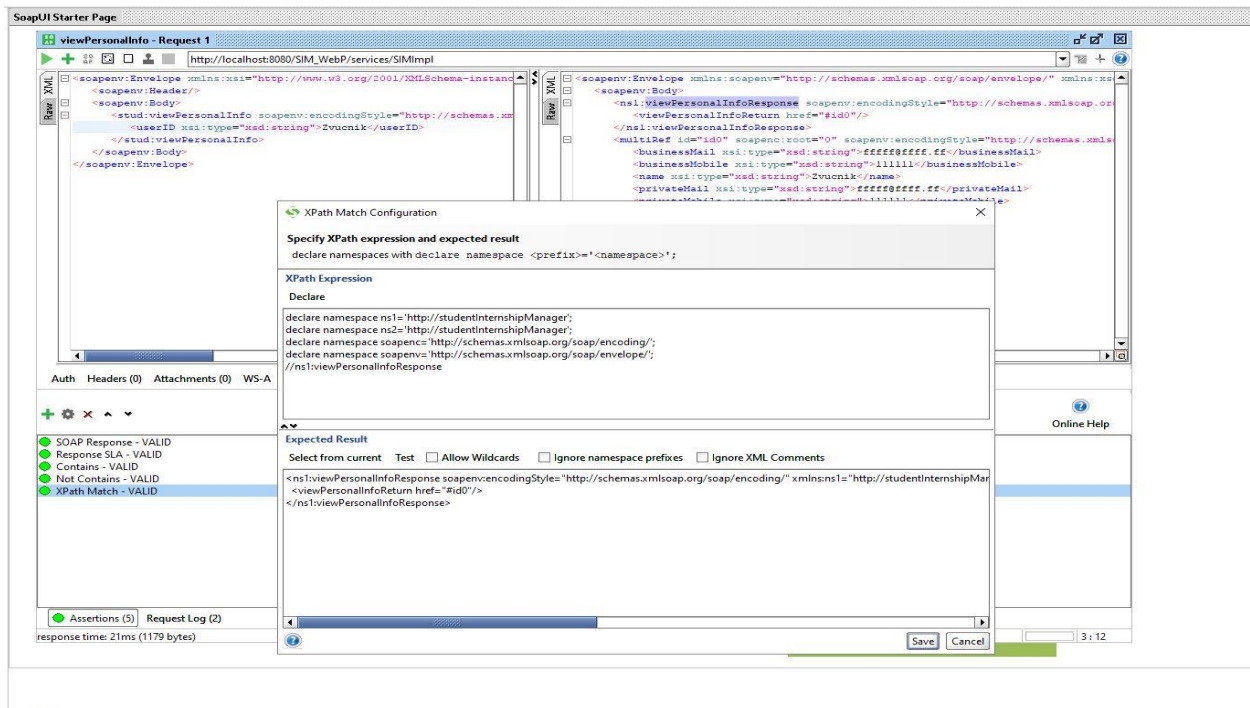 SoapUI Starter Page
viewPersonalInfo - Request 1
http://localhost:8080/SIM_WebP/services/SIMImpl
XML
Raw
<soapenv:Envelope xmlns:xsi="http://www.w3.org/2001/XMLSchema-instanc
<soapenv:Header/>
<soapenv:Body>
<stud:viewPersonalInfo soapenv:encodingStyle="http://schemas.xm
<userID xsi:type="xsd:string">Zvucnik</userID>
</stud:viewPersonalInfo>
</soapenv:Body>
</soapenv:Envelope>
XML
Raw
<soapenv:Envelope xmlns:soapenv="http://schemas.xmlsoap.org/soap/envelope/" xmlns:xs
<soapenv:Body>
<ns1:viewPersonalInfoResponse soapenv:encodingStyle="http://schemas.xmlsoap.or
<viewPersonalInfoReturn href="#id0"/>
</ns1:viewPersonalInfoResponse>
<multiRef id="id0" soapenc:root="0" soapenv:encodingStyle="http://schemas.xmls
<businessMail xsi:type="xsd:string">fffff@ffff.ff</businessMail>
<businessMobile xsi:type="xsd:string">111111</businessMobile>
<name xsi:type="xsd:string">Zvucnik</name>
<privateMail xsi:type="xsd:string">fffff@ffff.ff</privateMail>
XPath Match Configuration
Specify XPath expression and expected result
declare namespaces with declare namespace <prefix>='<namespace>';
XPath Expression
Declare
declare namespace ns1='http://studentInternshipManager';
declare namespace ns2='http://studentInternshipManager';
declare namespace soapenc='http://schemas.xmlsoap.org/soap/encoding/';
declare namespace soapenv='http://schemas.xmlsoap.org/soap/envelope/';
//ns1:viewPersonalInfoResponse
Auth Headers (0) Attachments (0) WS-A
Online Help
SOAP Response - VALID
Response SLA - VALID
Contains - VALID
Not Contains - VALID
XPath Match - VALID
Expected Result
Select from current Test Allow Wildcards Ignore namespace prefixes Ignore XML Comments
<ns1:viewPersonalInfoResponse soapenv:encodingStyle="http://schemas.xmlsoap.org/soap/encoding/" xmlns:ns1="http://studentInternshipMar
<viewPersonalInfoReturn href="#id0"/>
</ns1:viewPersonalInfoResponse>
Assertions (5) Request Log (2)
response time: 21ms (1179 bytes)
Save Cancel
3 : 12